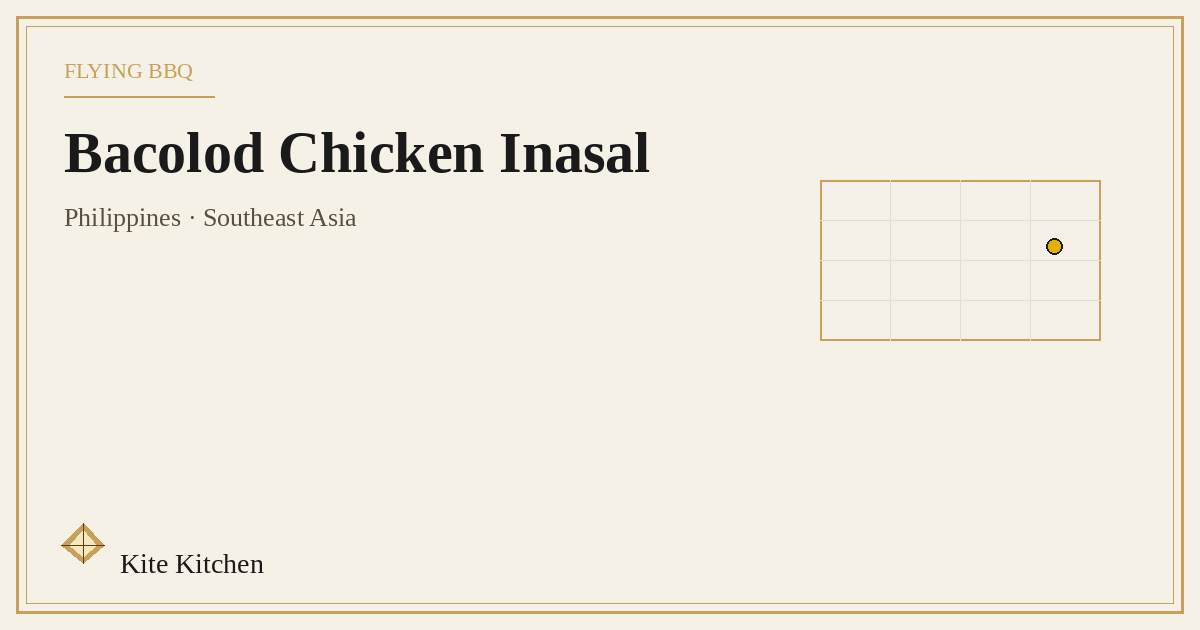 FLYING BBQ
Bacolod Chicken Inasal
Philippines · Southeast Asia
Kite Kitchen